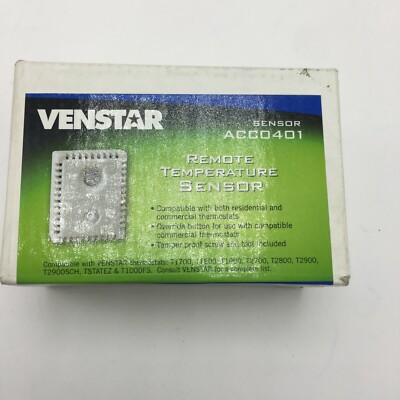 VENSTAR
SENSOR
ACC0401
REMOTE
TEMPERATURE
SENSOR
• Compatible with both residential and
commercial thermostats
• Override button for use with compatible
commercial thermostats
• Tamper proof screw and tool included
Compatible with VENSTAR thermostats: T1700, T1800, T1900, T2700, T2800, T2900,
T2900SCH, TSTATEZ & T1000FS. Consult VENSTAR for a complete list.